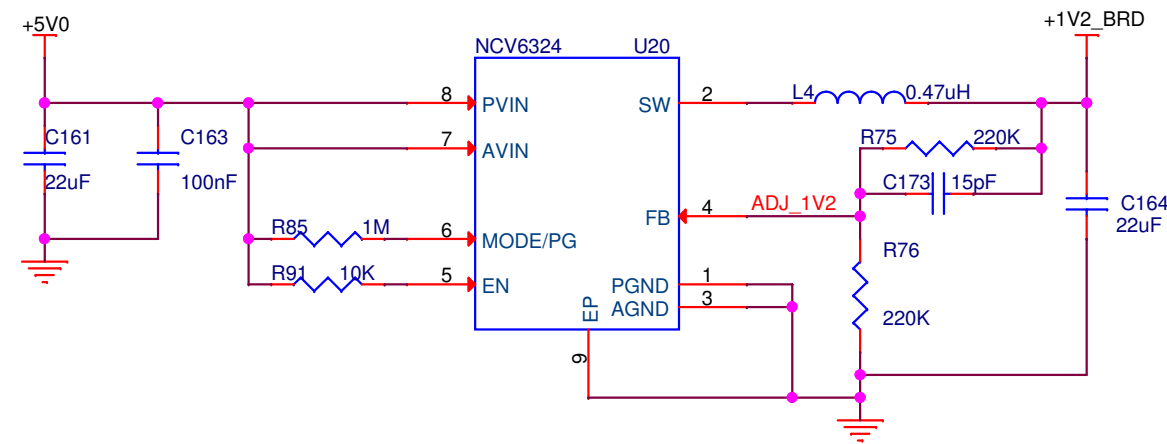 +5V0
+1V2_BRD
NCV6324 U20
8 PVIN SW 2 L4 0.47uH
C161 C163 7 AVIN R75 220K
22uF 100nF C173 15pF C164
FB 4 ADJ_1V2 22uF
R85 1M 6 MODE/PG R76
R91 10K 5 EN PGND 1
EP AGND 3 220K
9